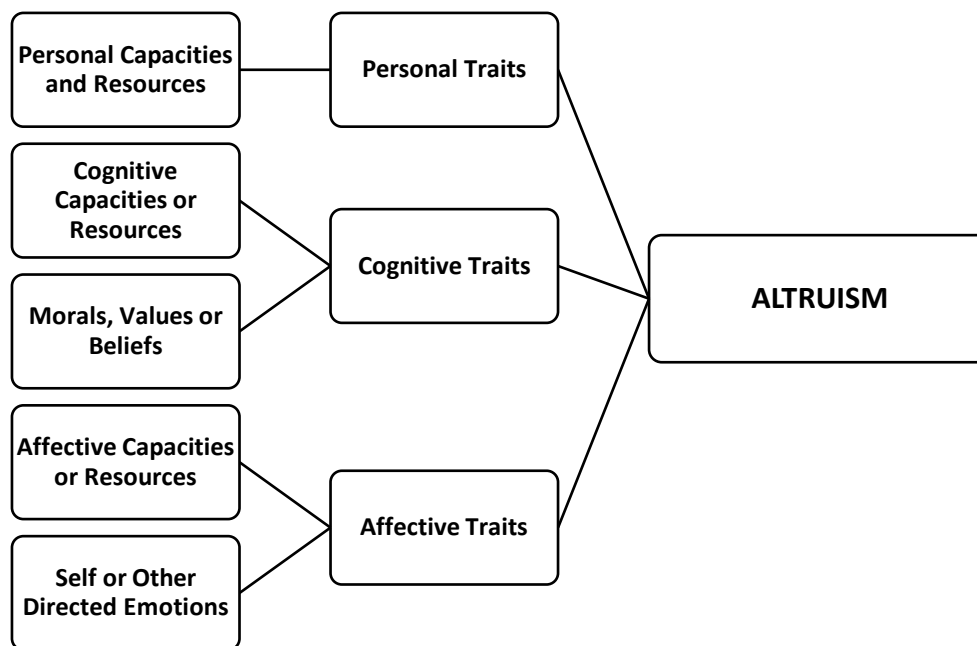 Personal Capacities
and Resources
Personal Traits
Cognitive
Capacities or
Resources
Cognitive Traits
Morals, Values or
Beliefs
ALTRUISM
Affective Capacities
or Resources
Affective Traits
Self or Other
Directed Emotions